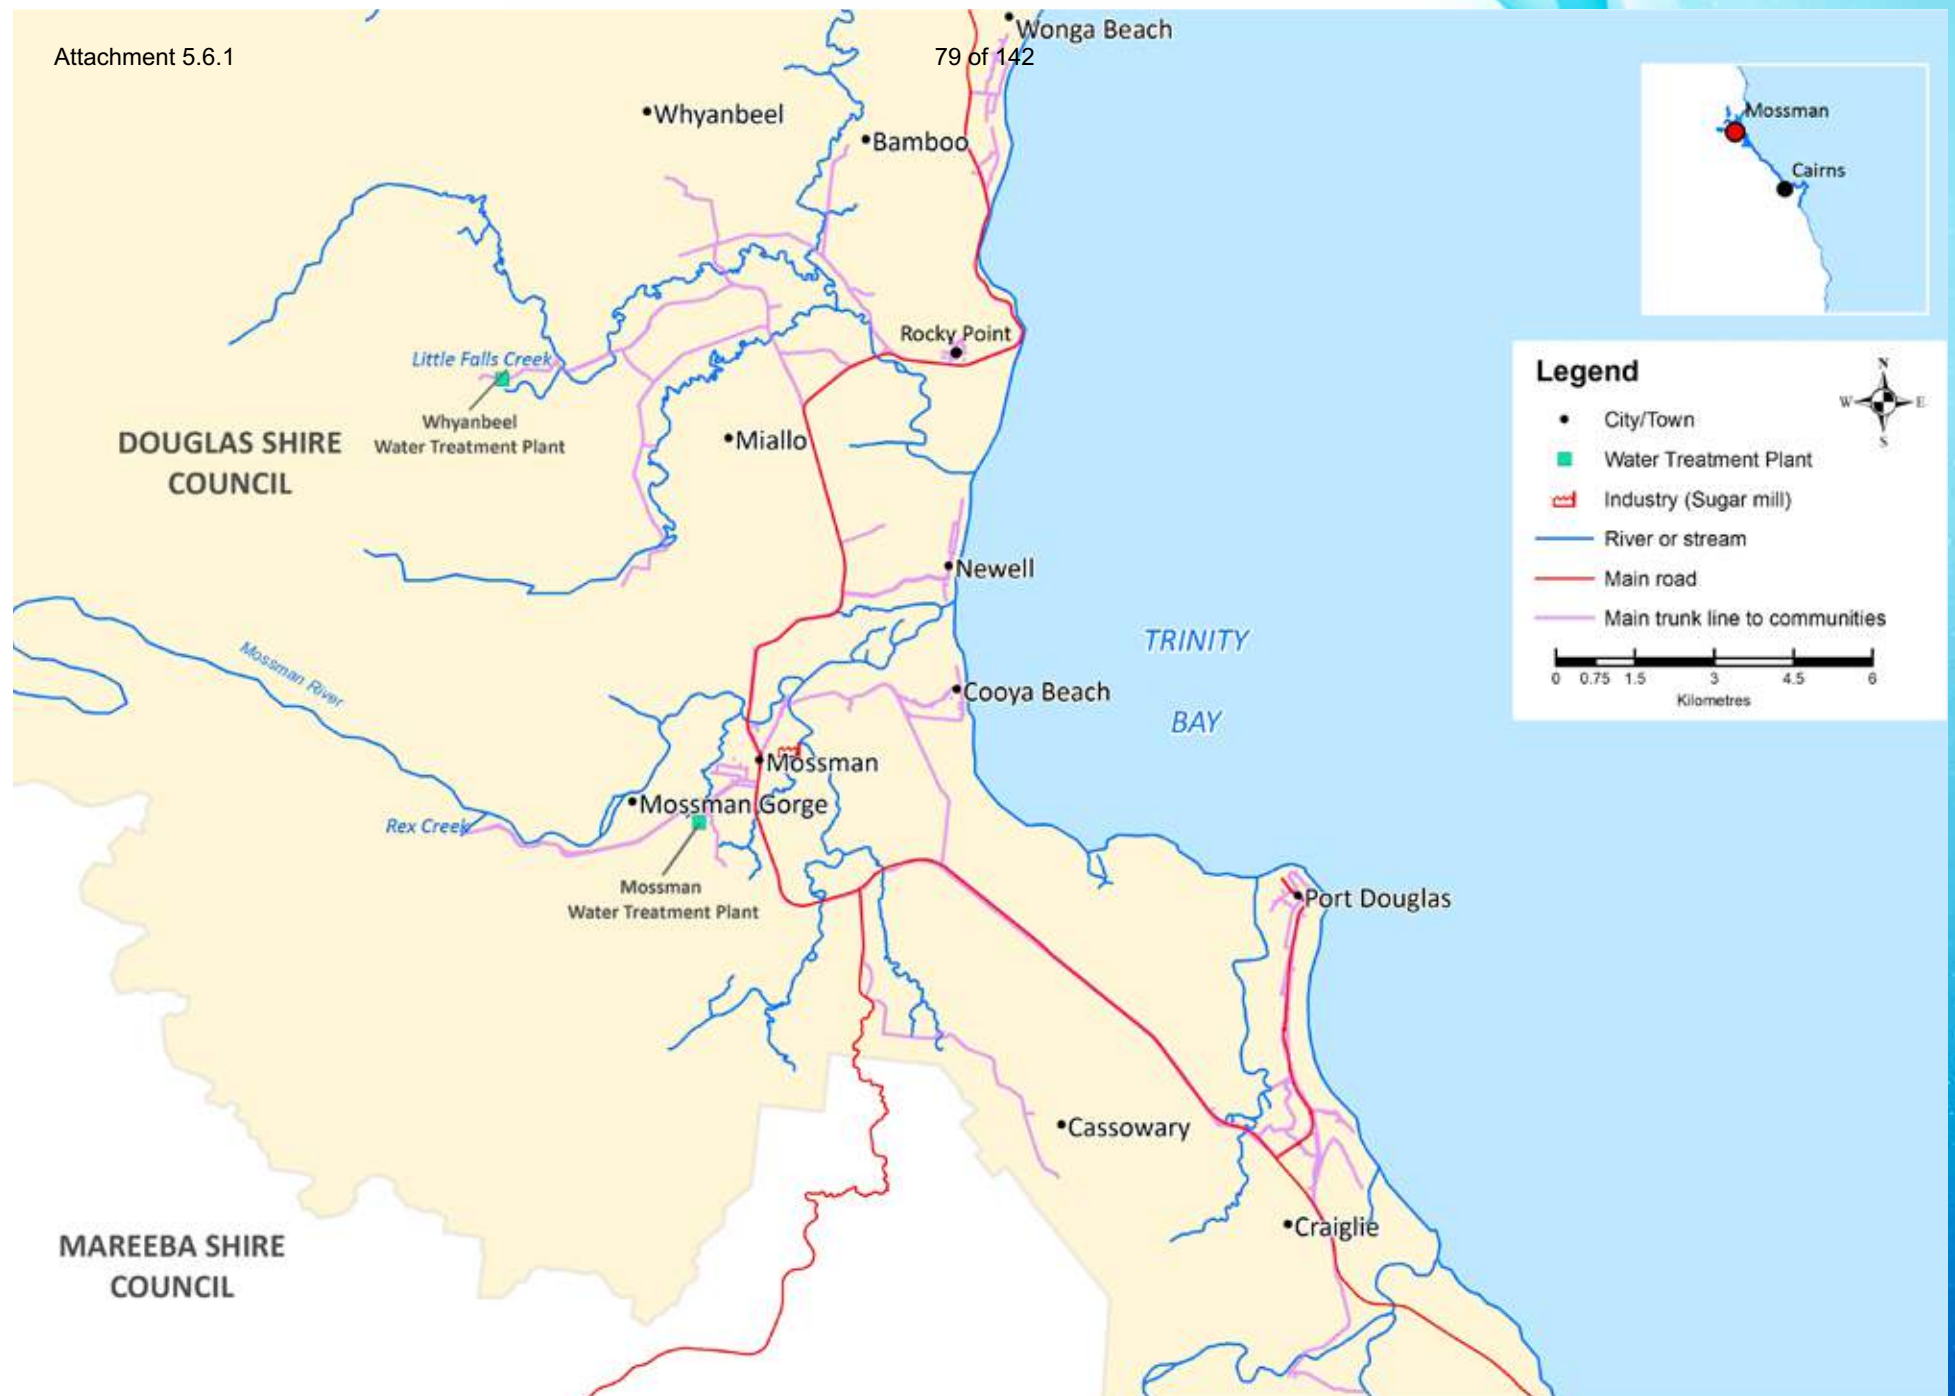 Wonga Beach
Attachment 5.6.1
79 of 142
Whyanbeel
Bamboo
Mossman
Cairns
Rocky Point
Little Falls Creek
Whyanbeel
Water Treatment Plant
DOUGLAS SHIRE
COUNCIL
Miallo
Newell
Mossman River
TRINITY
BAY
Cooya Beach
Mossman
Mossman Gorge
Rex Creek
Mossman
Water Treatment Plant
Port Douglas
Cassowary
Craiglie
MAREEBA SHIRE
COUNCIL
Legend
N
W
E
S
City/Town
Water Treatment Plant
Industry (Sugar mill)
River or stream
Main road
Main trunk line to communities
0 0.75 1.5 3 4.5 6
Kilometres